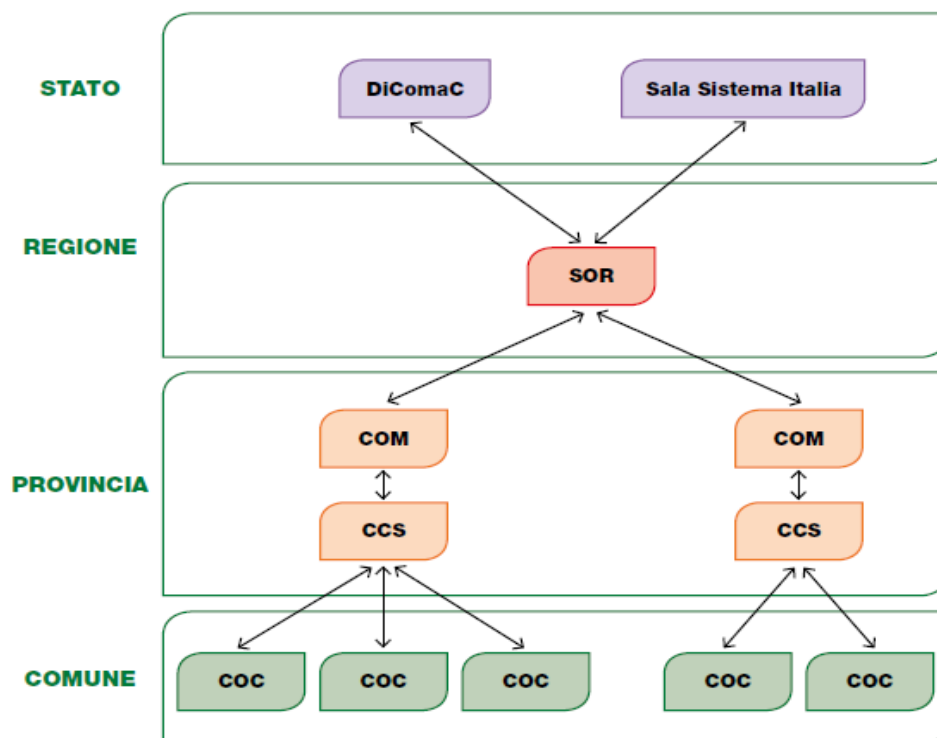 STATO
DiComaC
Sala Sistema Italia
REGIONE
SOR
PROVINCIA
COM
COM
CCS
CCS
COMUNE
COC
COC
COC
COC
COC